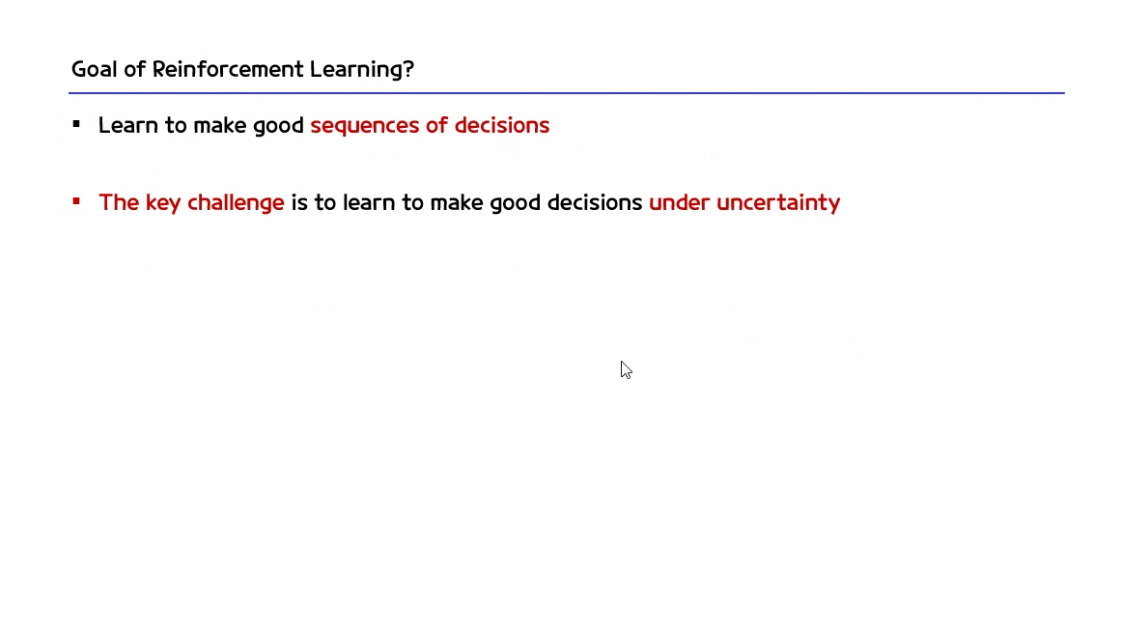 Goal of Reinforcement Learning?
▪ Learn to make good sequences of decisions
▪ The key challenge is to learn to make good decisions under uncertainty